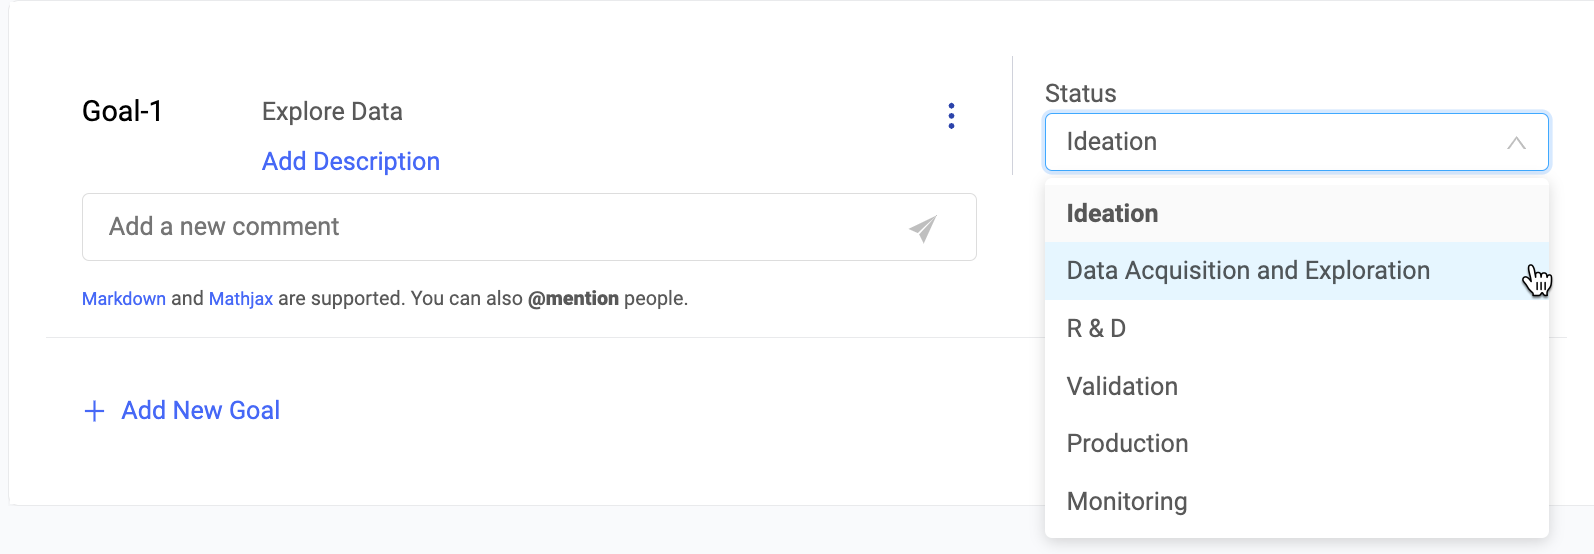 Goal-1
Explore Data
Add Description
Add a new comment
Markdown and Mathjax are supported. You can also @mention people.
Add New Goal
Status
Ideation
Ideation
Data Acquisition and Exploration
R & D
Validation
Production
Monitoring